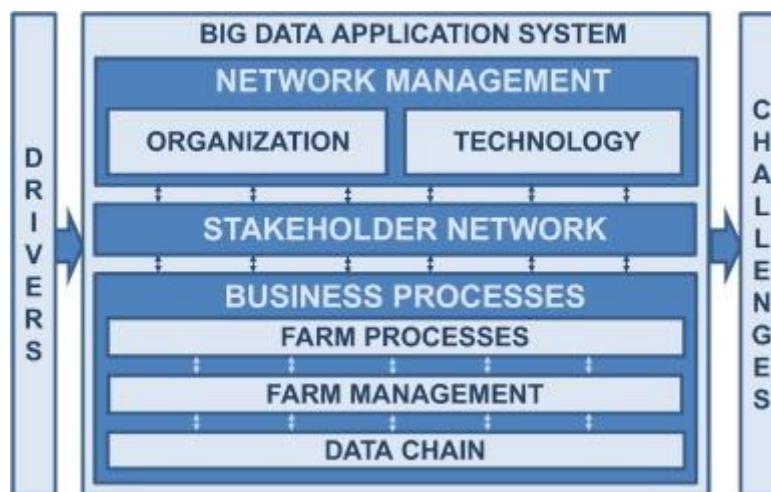 DRIVERS
BIG DATA APPLICATION SYSTEM
NETWORK MANAGEMENT
ORGANIZATION
TECHNOLOGY
STAKEHOLDER NETWORK
BUSINESS PROCESSES
FARM PROCESSES
FARM MANAGEMENT
DATA CHAIN
CHALLENGES